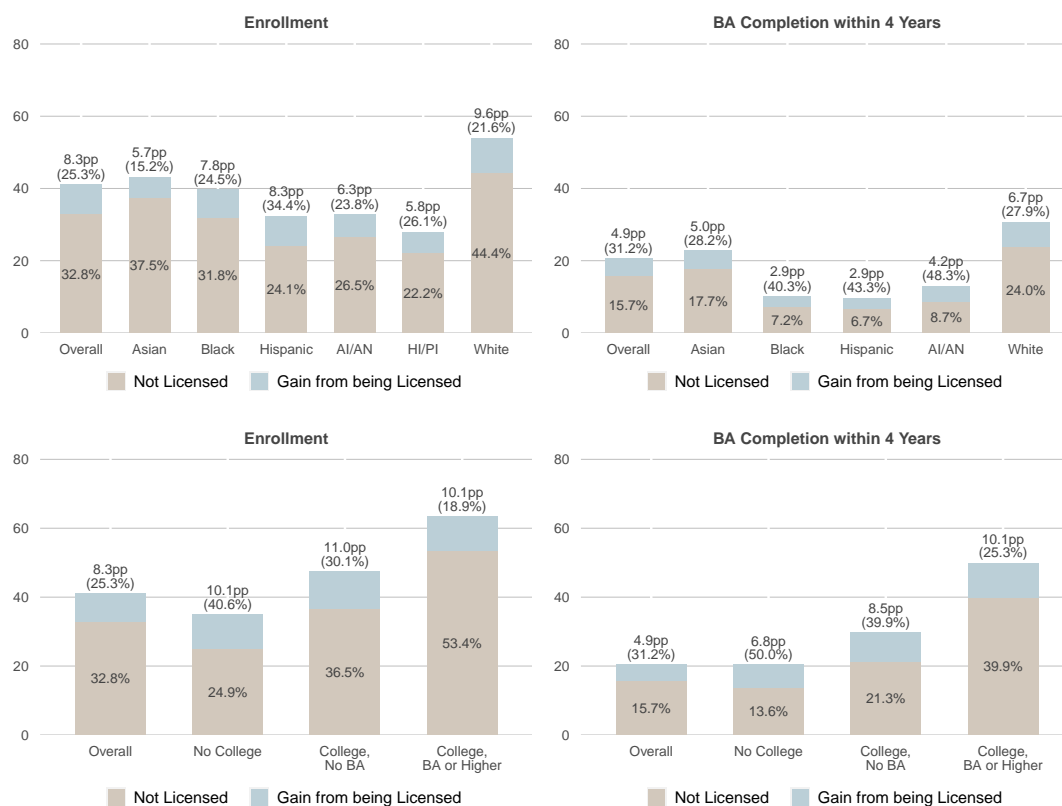 Enrollment
80
60
40
20
0
8.3pp
(25.3%)
5.7pp
(15.2%)
7.8pp
(24.5%)
8.3pp
(34.4%)
6.3pp
(23.8%)
5.8pp
(26.1%)
9.6pp
(21.6%)
32.8%
37.5%
31.8%
24.1%
26.5%
22.2%
44.4%
Overall
Asian
Black
Hispanic
AI/AN
HI/PI
White
Not Licensed
Gain from being Licensed
BA Completion within 4 Years
80
60
40
20
0
4.9pp
(31.2%)
5.0pp
(28.2%)
2.9pp
(40.3%)
2.9pp
(43.3%)
4.2pp
(48.3%)
6.7pp
(27.9%)
15.7%
17.7%
7.2%
6.7%
8.7%
24.0%
Overall
Asian
Black
Hispanic
AI/AN
White
Not Licensed
Gain from being Licensed
Enrollment
80
60
40
20
0
8.3pp
(25.3%)
10.1pp
(40.6%)
11.0pp
(30.1%)
10.1pp
(18.9%)
32.8%
24.9%
36.5%
53.4%
Overall
No College
College,
No BA
College,
BA or Higher
Not Licensed
Gain from being Licensed
BA Completion within 4 Years
80
60
40
20
0
4.9pp
(31.2%)
6.8pp
(50.0%)
8.5pp
(39.9%)
10.1pp
(25.3%)
15.7%
13.6%
21.3%
39.9%
Overall
No College
College,
No BA
College,
BA or Higher
Not Licensed
Gain from being Licensed